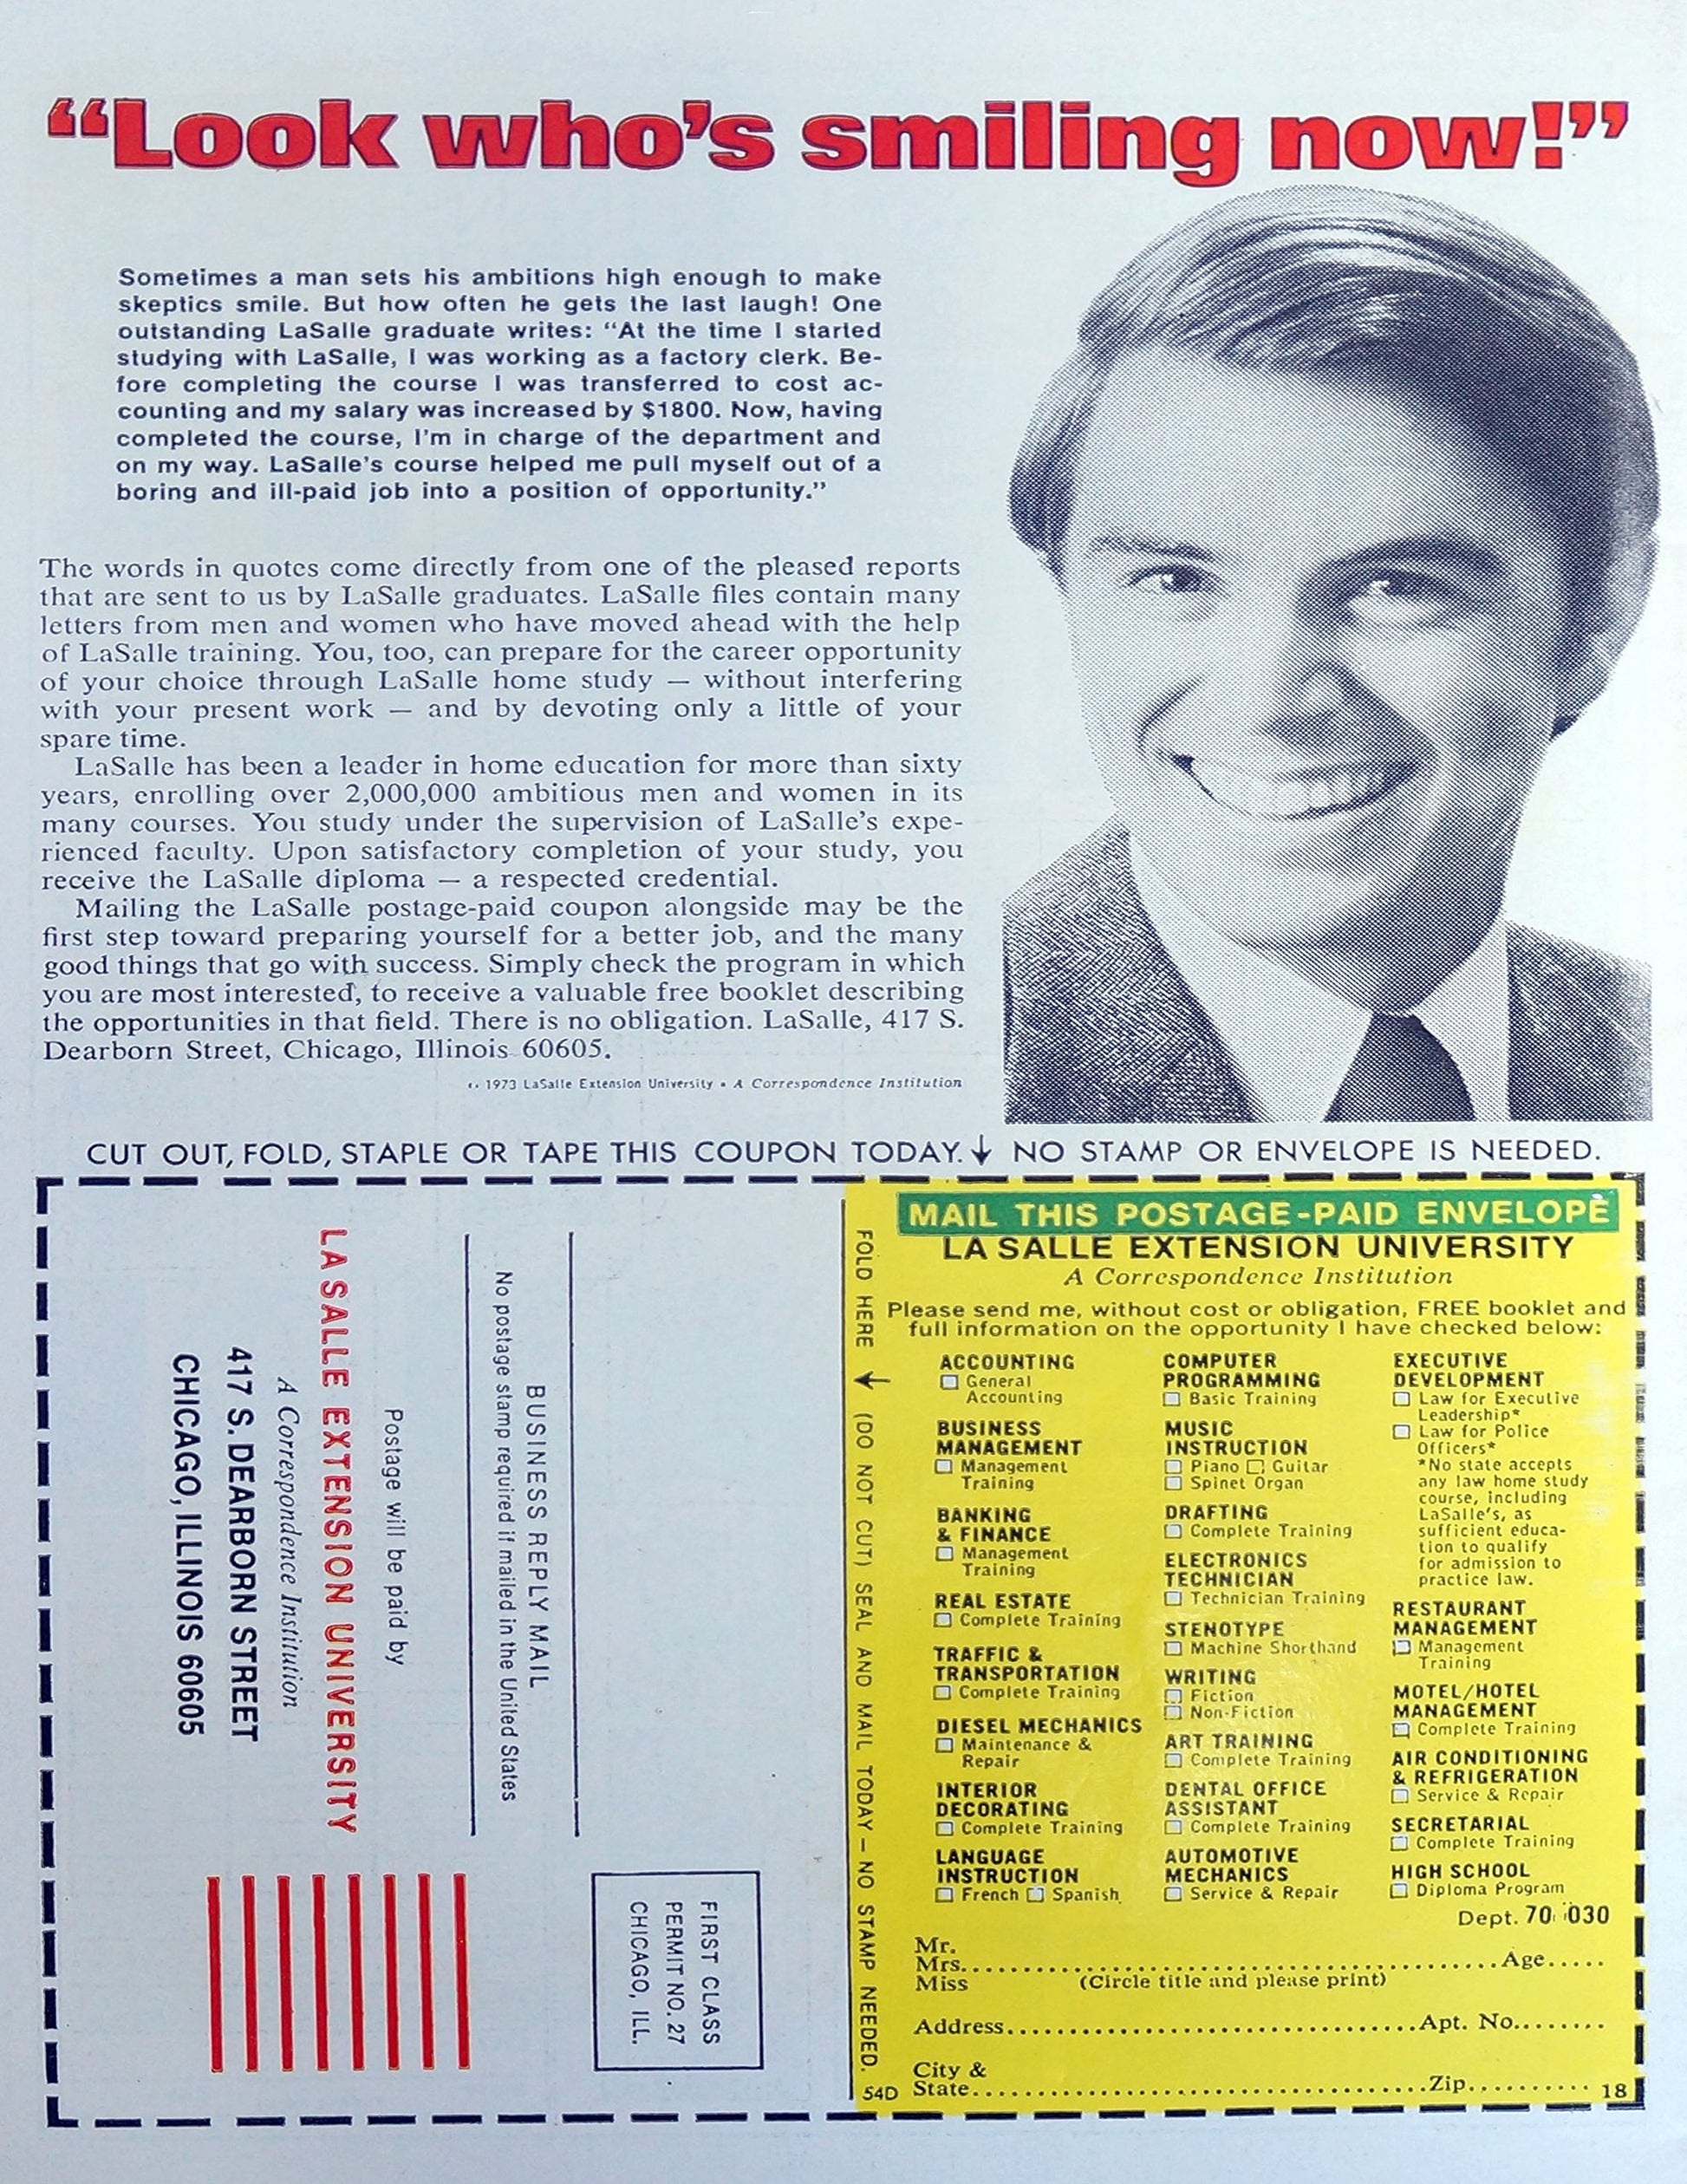 “Look who’s smiling now!”
Sometimes a man sets his ambitions high enough to make
skeptics smile. But how often he gets the last laugh! One
outstanding LaSalle graduate writes: “At the time I started
studying with LaSalle, I was working as a factory clerk. Be-
fore completing the course I was transferred to cost ac-
counting and my salary was increased by $1800. Now, having
completed the course, I’m in charge of the department and
on my way. LaSalle’s course helped me pull myself out of a
boring and ill-paid job into a position of opportunity.”
The words in quotes come directly from one of the pleased reports
that are sent to us by LaSalle graduates. LaSalle files contain many
letters from men and women who have moved ahead with the help
of LaSalle training. You, too, can prepare for the career opportunity
of your choice through LaSalle home study — without interfering
with your present work — and by devoting only a little of your
spare time.
LaSalle has been a leader in home education for more than sixty
years, enrolling over 2,000,000 ambitious men and women in its
many courses. You study under the supervision of LaSalle’s expe-
rienced faculty. Upon satisfactory completion of your study, you
receive the LaSalle diploma — a respected credential.
Mailing the LaSalle postage-paid coupon alongside may be the
first step toward preparing yourself for a better job, and the many
good things that go with success. Simply check the program in which
you are most interested, to receive a valuable free booklet describing
the opportunities in that field. There is no obligation. LaSalle, 417 S.
Dearborn Street, Chicago, Illinois 60605.
1973 LaSalle Extension University • A Correspondence Institution
CUT OUT, FOLD, STAPLE OR TAPE THIS COUPON TODAY. ↓ NO STAMP OR ENVELOPE IS NEEDED.
FIRST CLASS
PERMIT NO. 27
CHICAGO, ILL.
BUSINESS REPLY MAIL
No postage stamp required if mailed in the United States
Postage will be paid by
LA SALLE EXTENSION UNIVERSITY
A Correspondence Institution
417 S. DEARBORN STREET
CHICAGO, ILLINOIS 60605
FOLD HERE ↓ (DO NOT CUT) SEAL AND MAIL TODAY – NO STAMP NEEDED.
MAIL THIS POSTAGE-PAID ENVELOPE
LA SALLE EXTENSION UNIVERSITY
A Correspondence Institution
Please send me, without cost or obligation, FREE booklet and
full information on the opportunity I have checked below:
ACCOUNTING
☐ General
Accounting
BUSINESS
MANAGEMENT
☐ Management
Training
BANKING
& FINANCE
☐ Management
Training
REAL ESTATE
☐ Complete Training
TRAFFIC &
TRANSPORTATION
☐ Complete Training
DIESEL MECHANICS
☐ Maintenance &
Repair
INTERIOR
DECORATING
☐ Complete Training
LANGUAGE
INSTRUCTION
☐ French ☐ Spanish
COMPUTER
PROGRAMMING
☐ Basic Training
MUSIC
INSTRUCTION
☐ Piano ☐ Guitar
☐ Spinet Organ
DRAFTING
☐ Complete Training
ELECTRONICS
TECHNICIAN
☐ Technician Training
STENOTYPE
☐ Machine Shorthand
WRITING
☐ Fiction
☐ Non-Fiction
ART TRAINING
☐ Complete Training
DENTAL OFFICE
ASSISTANT
☐ Complete Training
AUTOMOTIVE
MECHANICS
☐ Service & Repair
EXECUTIVE
DEVELOPMENT
☐ Law for Executive
Leadership*
☐ Law for Police
Officers*
*No state accepts
any law home study
course, including
LaSalle’s, as
sufficient educa-
tion to qualify
for admission to
practice law.
RESTAURANT
MANAGEMENT
☐ Management
Training
MOTEL/HOTEL
MANAGEMENT
☐ Complete Training
AIR CONDITIONING
& REFRIGERATION
☐ Service & Repair
SECRETARIAL
☐ Complete Training
HIGH SCHOOL
☐ Diploma Program
Dept. 70 030
Mr.
Mrs. Age
Miss (Circle title and please print)
Address Apt. No.
City &
State Zip
54D 18